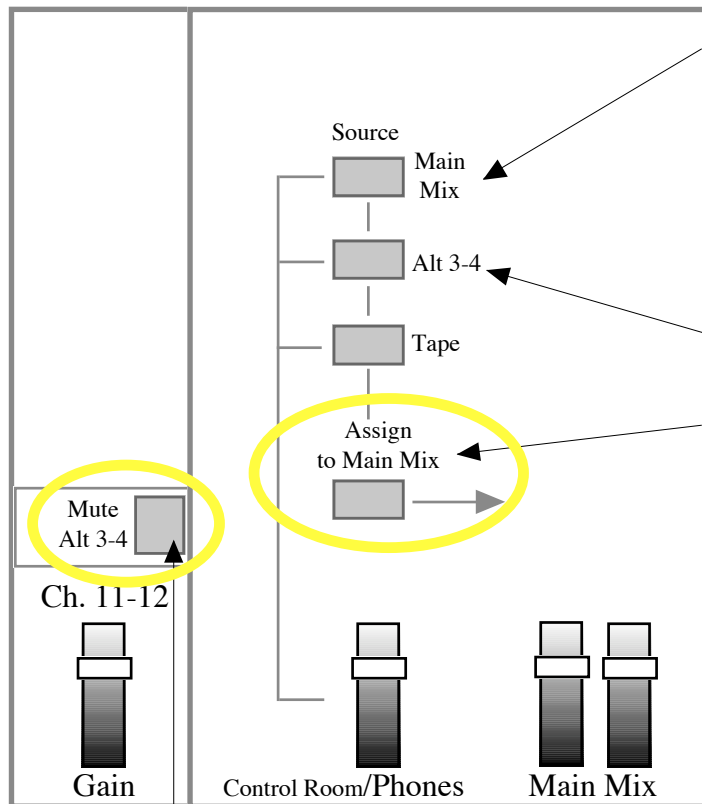 Source
Main
Mix
Alt 3-4
Tape
Assign
to Main Mix
Mute
Alt 3-4
Ch. 11-12
Gain
Control Room/Phones
Main Mix